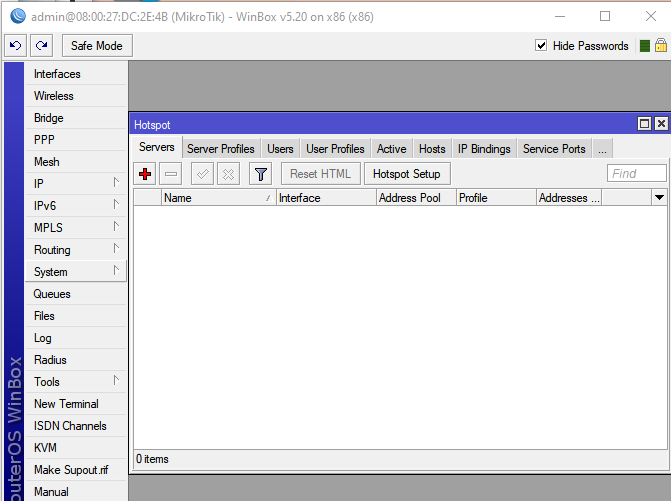 admin@08:00:27:DC:2E:4B (MikroTik) - WinBox v5.20 on x86 (x86)
Safe Mode
Hide Passwords
Interfaces
Wireless
Bridge
PPP
Mesh
IP
IPv6
MPLS
Routing
System
Queues
Files
Log
Radius
Tools
New Terminal
ISDN Channels
KVM
Make Supout.rif
Manual
outerOS WinBox
Hotspot
Servers Server Profiles Users User Profiles Active Hosts IP Bindings Service Ports ...
Reset HTML Hotspot Setup Find
Name / Interface Address Pool Profile Addresses ...
0 items